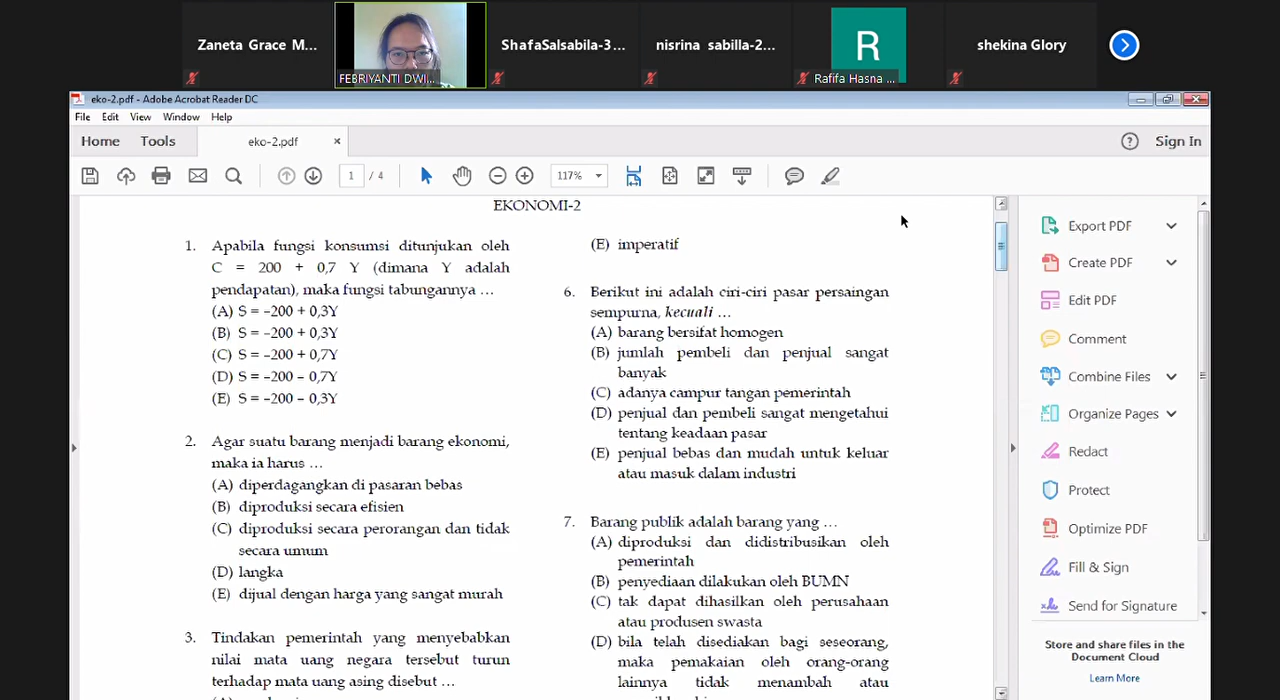 Zaneta Grace M...
FEBRIYANTI DWI...
ShafaSalsabila-3...
nisrina sabilla-2...
R
Rafifa Hasna ...
shekina Glory
eko-2.pdf - Adobe Acrobat Reader DC
File Edit View Window Help
Home Tools eko-2.pdf × Sign In
1 / 4 117%
EKONOMI-2
1. Apabila fungsi konsumsi ditunjukan oleh
C = 200 + 0,7 Y (dimana Y adalah
pendapatan), maka fungsi tabungannya ...
(A) S = –200 + 0,3Y
(B) S = –200 + 0,3Y
(C) S = –200 + 0,7Y
(D) S = –200 – 0,7Y
(E) S = –200 – 0,3Y
2. Agar suatu barang menjadi barang ekonomi,
maka ia harus ...
(A) diperdagangkan di pasaran bebas
(B) diproduksi secara efisien
(C) diproduksi secara perorangan dan tidak
secara umum
(D) langka
(E) dijual dengan harga yang sangat murah
3. Tindakan pemerintah yang menyebabkan
nilai mata uang negara tersebut turun
terhadap mata uang asing disebut ...
(E) imperatif
6. Berikut ini adalah ciri-ciri pasar persaingan
sempurna, kecuali ...
(A) barang bersifat homogen
(B) jumlah pembeli dan penjual sangat
banyak
(C) adanya campur tangan pemerintah
(D) penjual dan pembeli sangat mengetahui
tentang keadaan pasar
(E) penjual bebas dan mudah untuk keluar
atau masuk dalam industri
7. Barang publik adalah barang yang ...
(A) diproduksi dan didistribusikan oleh
pemerintah
(B) penyediaan dilakukan oleh BUMN
(C) tak dapat dihasilkan oleh perusahaan
atau produsen swasta
(D) bila telah disediakan bagi seseorang,
maka pemakaian oleh orang-orang
lainnya tidak menambah atau
Export PDF
Create PDF
Edit PDF
Comment
Combine Files
Organize Pages
Redact
Protect
Optimize PDF
Fill & Sign
Send for Signature
Store and share files in the
Document Cloud
Learn More